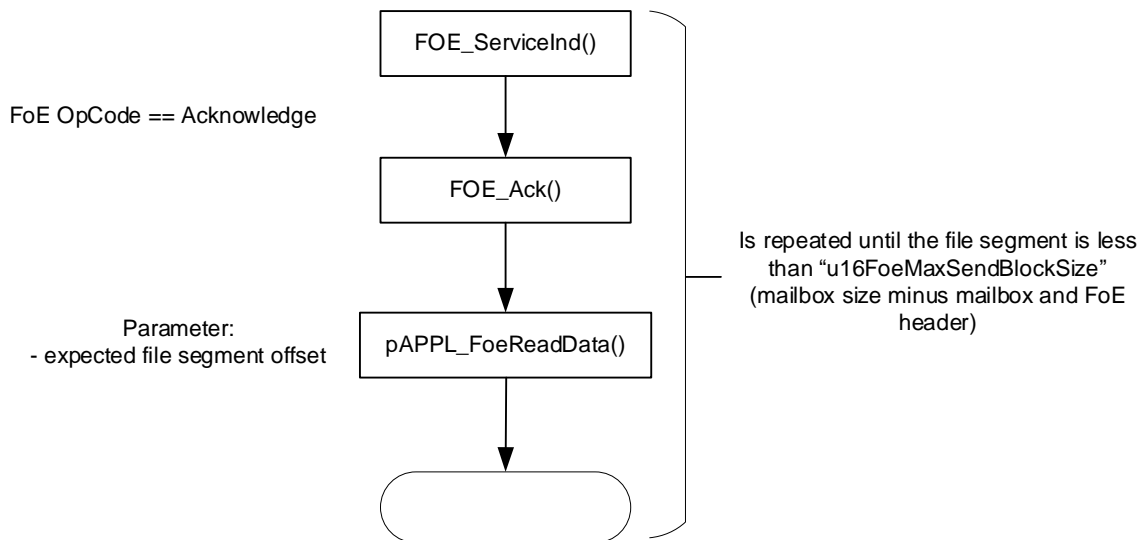 FOE_ServiceInd()
FoE OpCode == Acknowledge
FOE_Ack()
Is repeated until the file segment is less
than “u16FoeMaxSendBlockSize”
(mailbox size minus mailbox and FoE
header)
Parameter:
- expected file segment offset
pAPPL_FoeReadData()